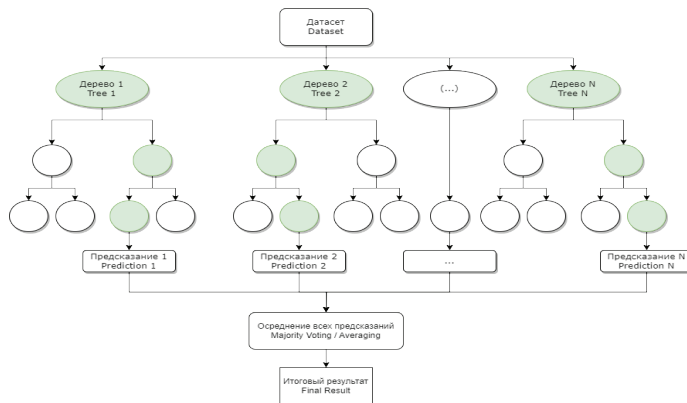 Датасет
Dataset
Дерево 1
Tree 1
Дерево 2
Tree 2
(...)
Дерево N
Tree N
Предсказание 1
Prediction 1
Предсказание 2
Prediction 2
...
Предсказание N
Prediction N
Осреднение всех предсказаний
Majority Voting / Averaging
Итоговый результат
Final Result